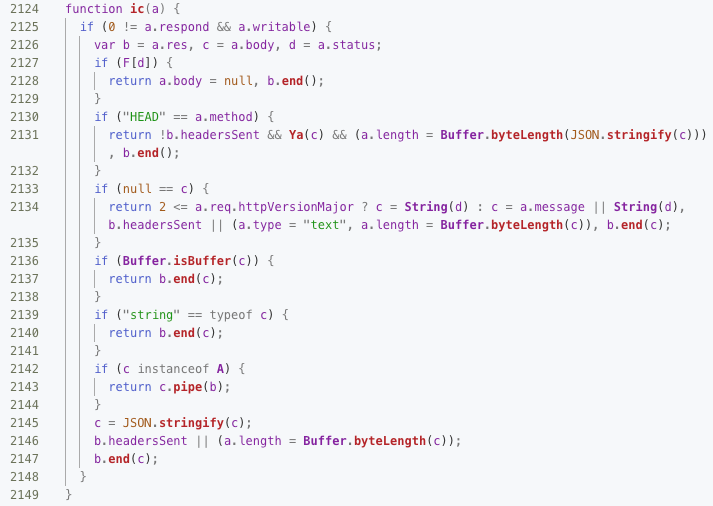 2124 function ic(a) {
2125 if (0 != a.respond && a.writable) {
2126 var b = a.res, c = a.body, d = a.status;
2127 if (F[d]) {
2128 return a.body = null, b.end();
2129 }
2130 if ("HEAD" == a.method) {
2131 return !b.headersSent && Ya(c) && (a.length = Buffer.byteLength(JSON.stringify(c)))
, b.end();
2132 }
2133 if (null == c) {
2134 return 2 <= a.req.httpVersionMajor ? c = String(d) : c = a.message || String(d),
b.headersSent || (a.type = "text", a.length = Buffer.byteLength(c)), b.end(c);
2135 }
2136 if (Buffer.isBuffer(c)) {
2137 return b.end(c);
2138 }
2139 if ("string" == typeof c) {
2140 return b.end(c);
2141 }
2142 if (c instanceof A) {
2143 return c.pipe(b);
2144 }
2145 c = JSON.stringify(c);
2146 b.headersSent || (a.length = Buffer.byteLength(c));
2147 b.end(c);
2148 }
2149 }